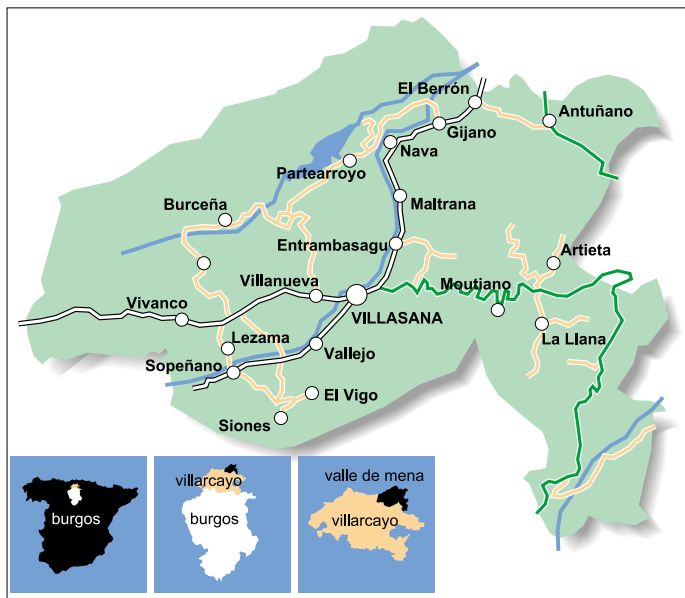 El Berrón
Antuñano
Gijano
Nava
Partearroyo
Maltrana
Burceña
Entrambasagu
Artieta
Villanueva
Moutiano
Vivanco
VILLASANA
La Llana
Lezama
Vallejo
Sopeñano
El Vigo
Siones
burgos
villarcayo
burgos
valle de mena
villarcayo